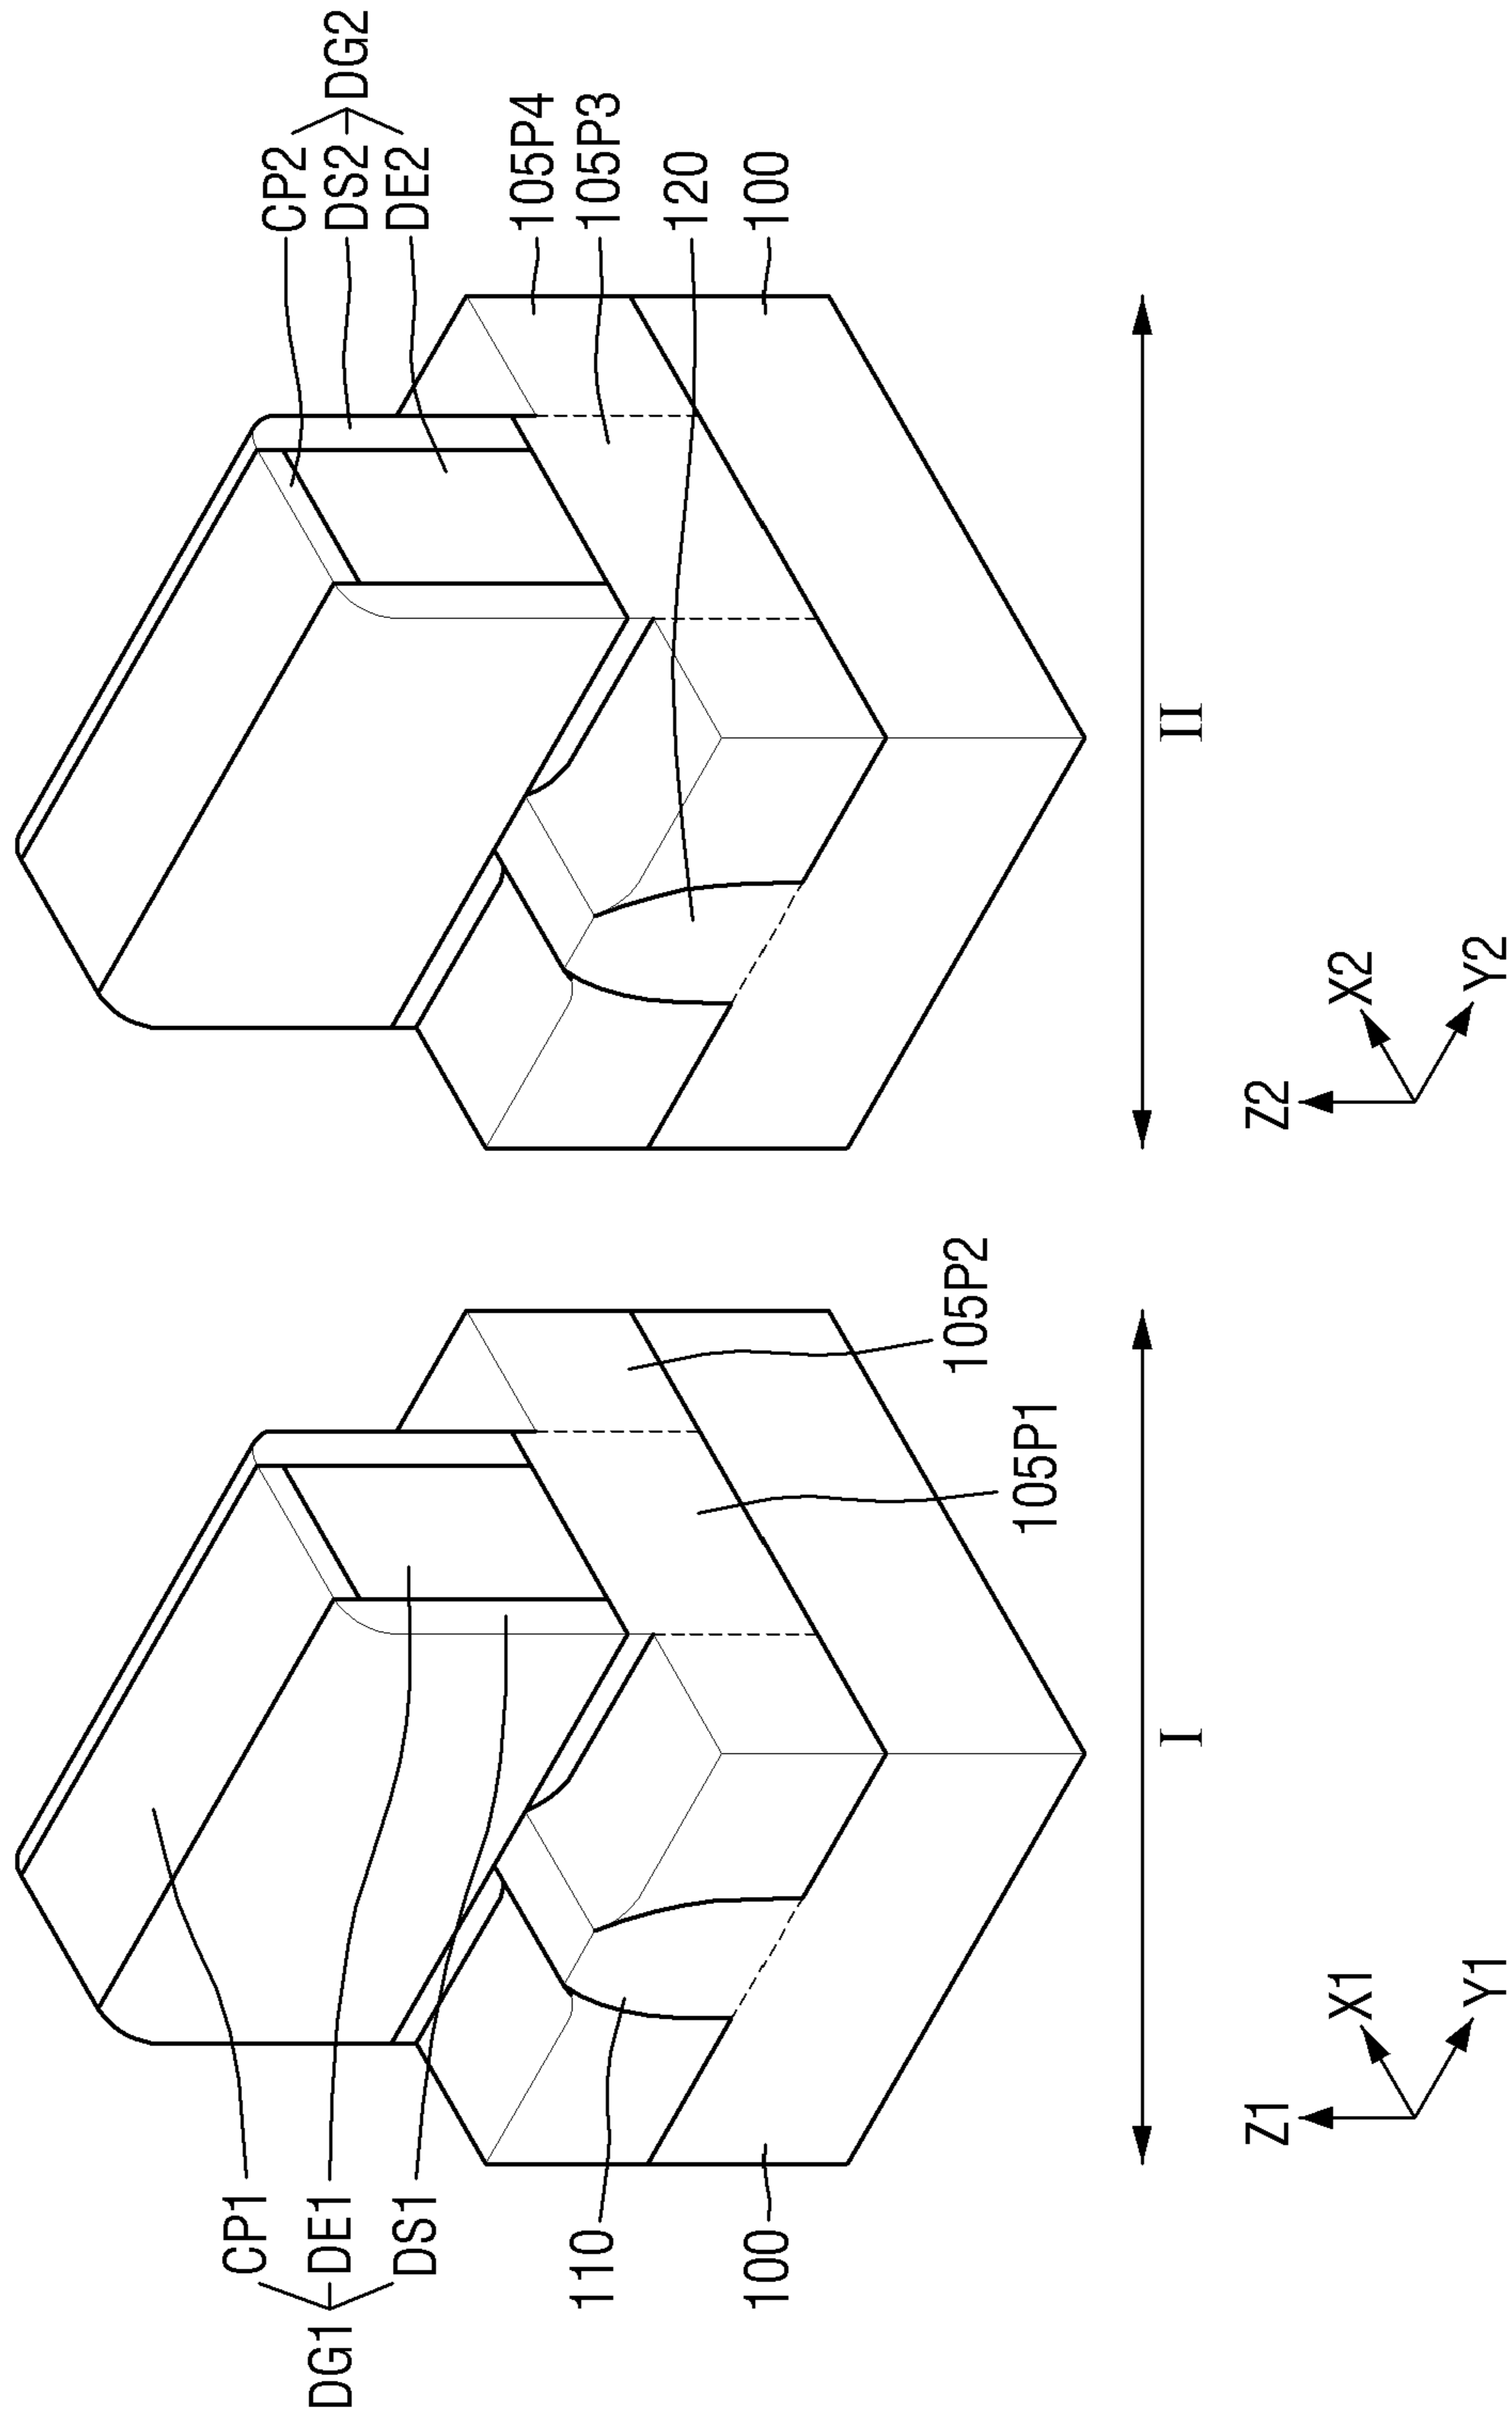 CP2
DS2
DE2
DG2
105P4
105P3
120
100
II
Z2
X2
Y2
105P2
105P1
CP1
DE1
DS1
DG1
110
100
I
Z1
X1
Y1